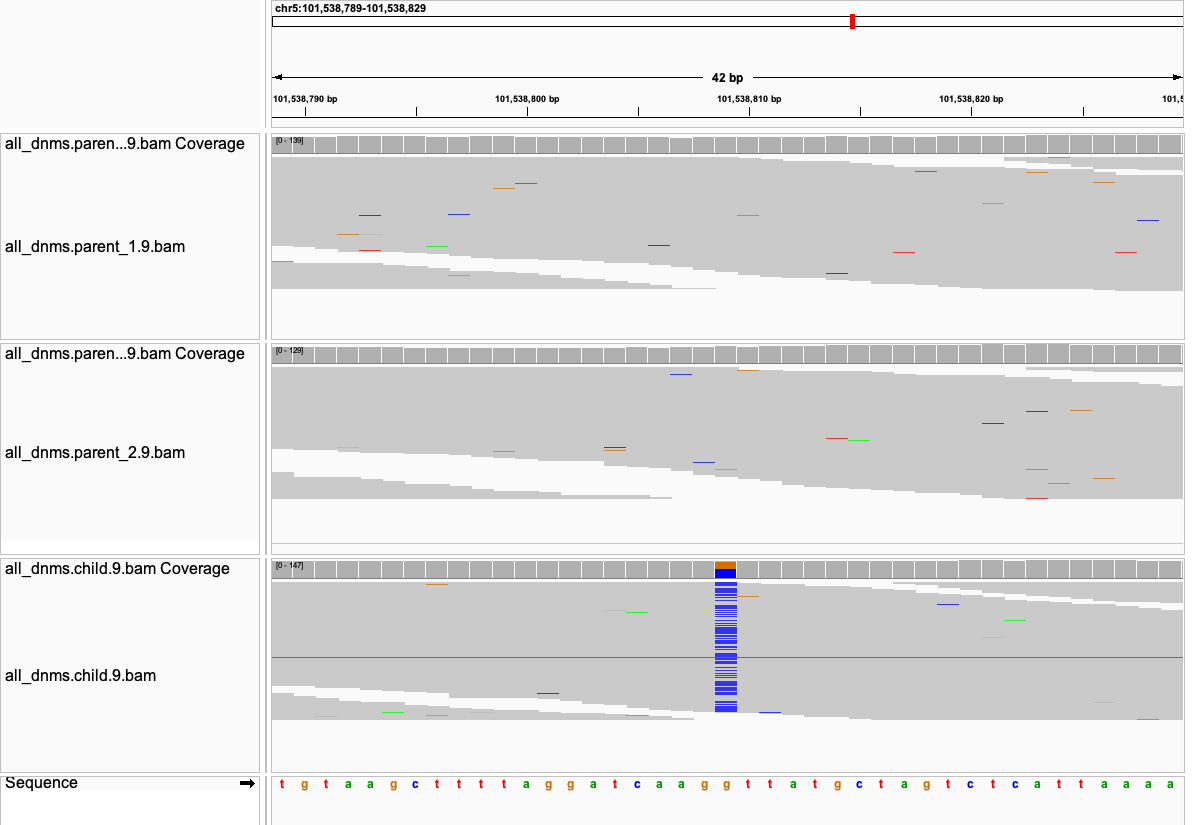 chr5:101,538,789-101,538,829
42 bp
101,538,790 bp 101,538,800 bp 101,538,810 bp 101,538,820 bp 101,5
all_dnms.paren...9.bam Coverage [0 - 139]
all_dnms.parent_1.9.bam
all_dnms.paren...9.bam Coverage [0 - 129]
all_dnms.parent_2.9.bam
all_dnms.child.9.bam Coverage [0 - 147]
all_dnms.child.9.bam
Sequence t g t a a g c t t t t a g g a t c a a g g t t a t g c t a g t c t c a t t a a a a